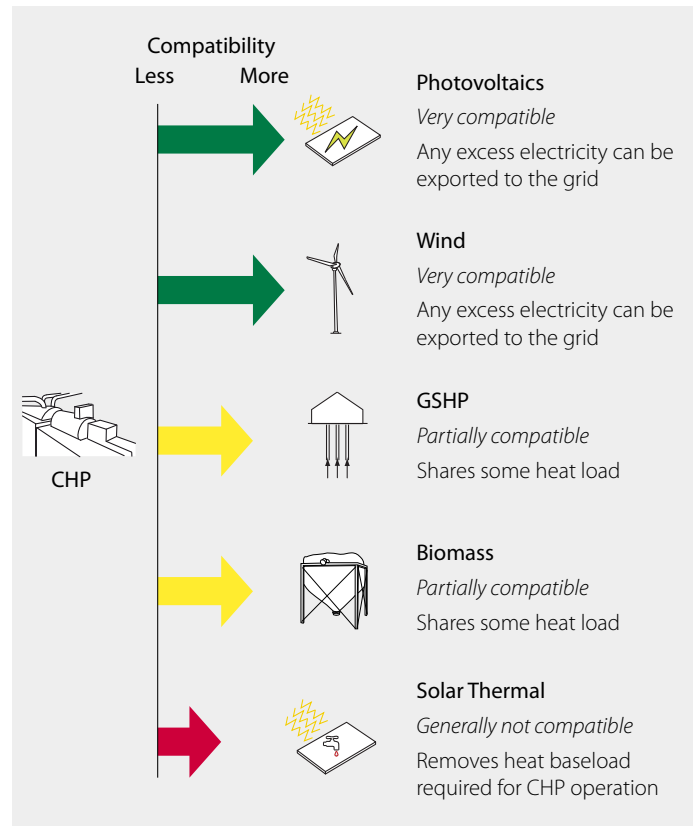 Compatibility
Less More
Photovoltaics
Very compatible
Any excess electricity can be
exported to the grid
Wind
Very compatible
Any excess electricity can be
exported to the grid
CHP
GSHP
Partially compatible
Shares some heat load
Biomass
Partially compatible
Shares some heat load
Solar Thermal
Generally not compatible
Removes heat baseload
required for CHP operation